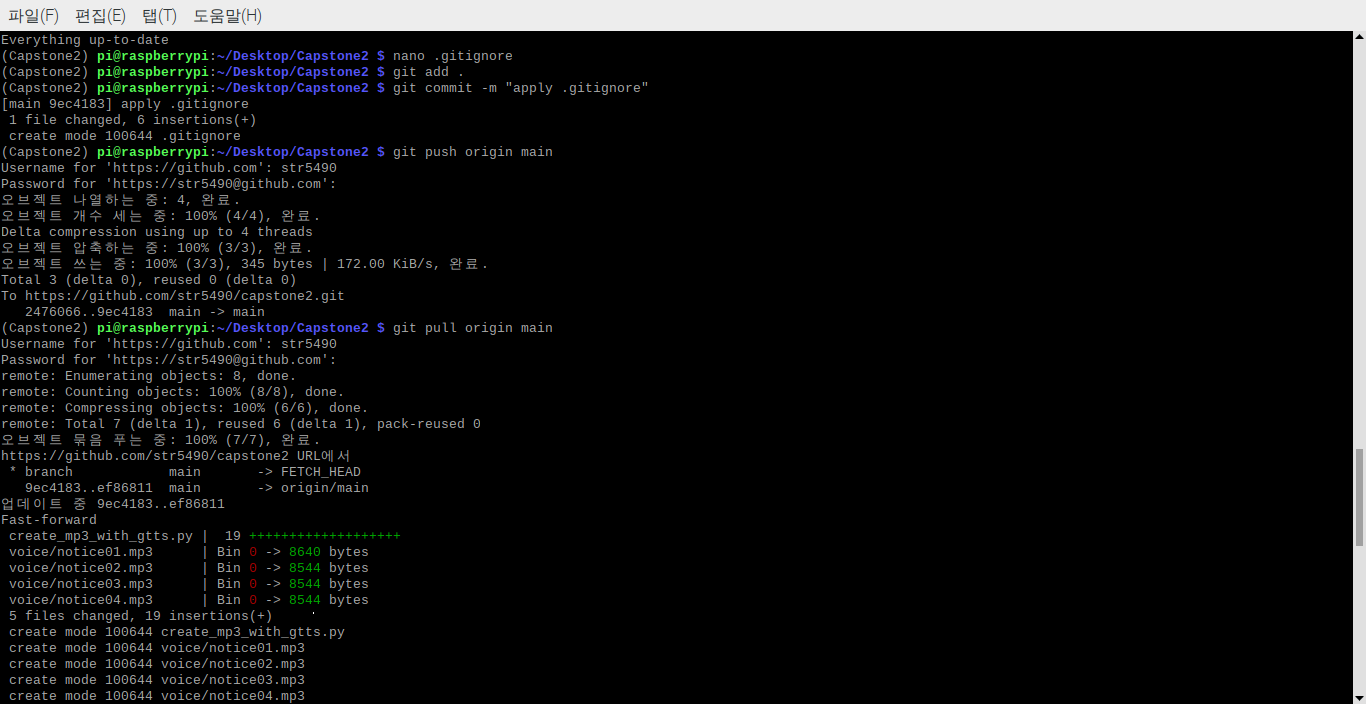 파일(F) 편집(E) 탭(T) 도움말(H)
Everything up-to-date
(Capstone2) pi@raspberrypi:~/Desktop/Capstone2 $ nano .gitignore
(Capstone2) pi@raspberrypi:~/Desktop/Capstone2 $ git add .
(Capstone2) pi@raspberrypi:~/Desktop/Capstone2 $ git commit -m "apply .gitignore"
[main 9ec4183] apply .gitignore
 1 file changed, 6 insertions(+)
 create mode 100644 .gitignore
(Capstone2) pi@raspberrypi:~/Desktop/Capstone2 $ git push origin main
Username for 'https://github.com': str5490
Password for 'https://str5490@github.com':
오브젝트 나열하는 중: 4, 완료.
오브젝트 개수 세는 중: 100% (4/4), 완료.
Delta compression using up to 4 threads
오브젝트 압축하는 중: 100% (3/3), 완료.
오브젝트 쓰는 중: 100% (3/3), 345 bytes | 172.00 KiB/s, 완료.
Total 3 (delta 0), reused 0 (delta 0)
To https://github.com/str5490/capstone2.git
   2476066..9ec4183  main -> main
(Capstone2) pi@raspberrypi:~/Desktop/Capstone2 $ git pull origin main
Username for 'https://github.com': str5490
Password for 'https://str5490@github.com':
remote: Enumerating objects: 8, done.
remote: Counting objects: 100% (8/8), done.
remote: Compressing objects: 100% (6/6), done.
remote: Total 7 (delta 1), reused 6 (delta 1), pack-reused 0
오브젝트 묶음 푸는 중: 100% (7/7), 완료.
https://github.com/str5490/capstone2 URL에서
 * branch            main       -> FETCH_HEAD
   9ec4183..ef86811  main       -> origin/main
업데이트 중 9ec4183..ef86811
Fast-forward
 create_mp3_with_gtts.py |  19 +++++++++++++++++++
 voice/notice01.mp3      | Bin 0 -> 8640 bytes
 voice/notice02.mp3      | Bin 0 -> 8544 bytes
 voice/notice03.mp3      | Bin 0 -> 8544 bytes
 voice/notice04.mp3      | Bin 0 -> 8544 bytes
 5 files changed, 19 insertions(+)
 create mode 100644 create_mp3_with_gtts.py
 create mode 100644 voice/notice01.mp3
 create mode 100644 voice/notice02.mp3
 create mode 100644 voice/notice03.mp3
 create mode 100644 voice/notice04.mp3